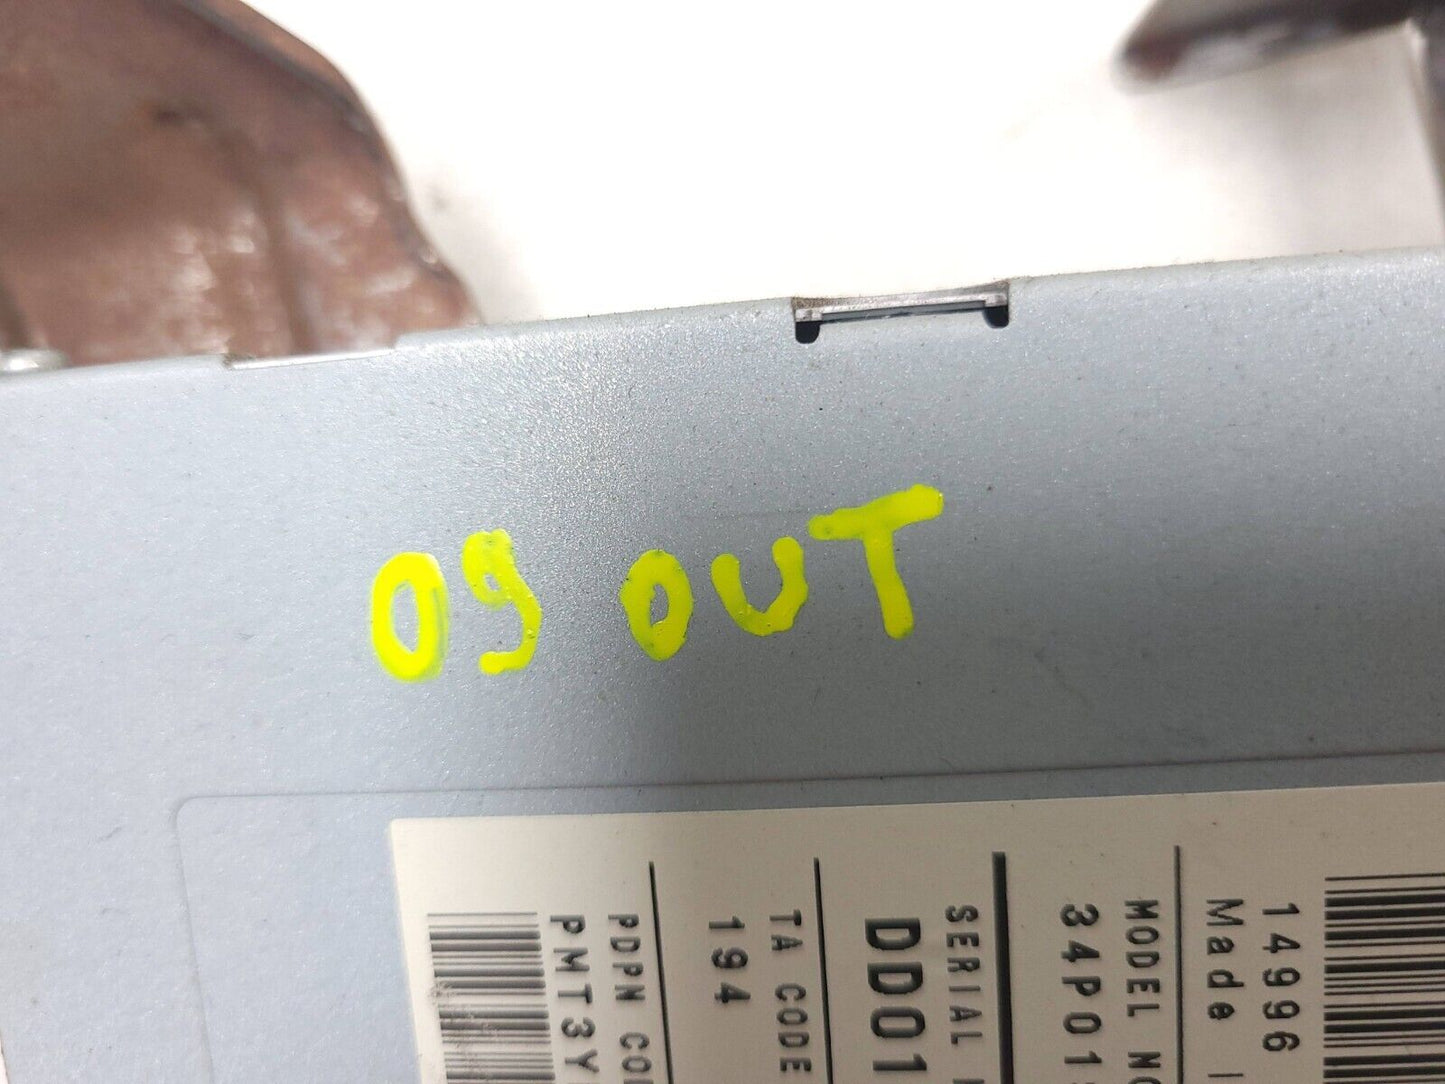 09 OUT
14996
Made
MODEL NO
34P01
SERIAL
DD01
TA CODE
194
PDPN CO
PMT3Y